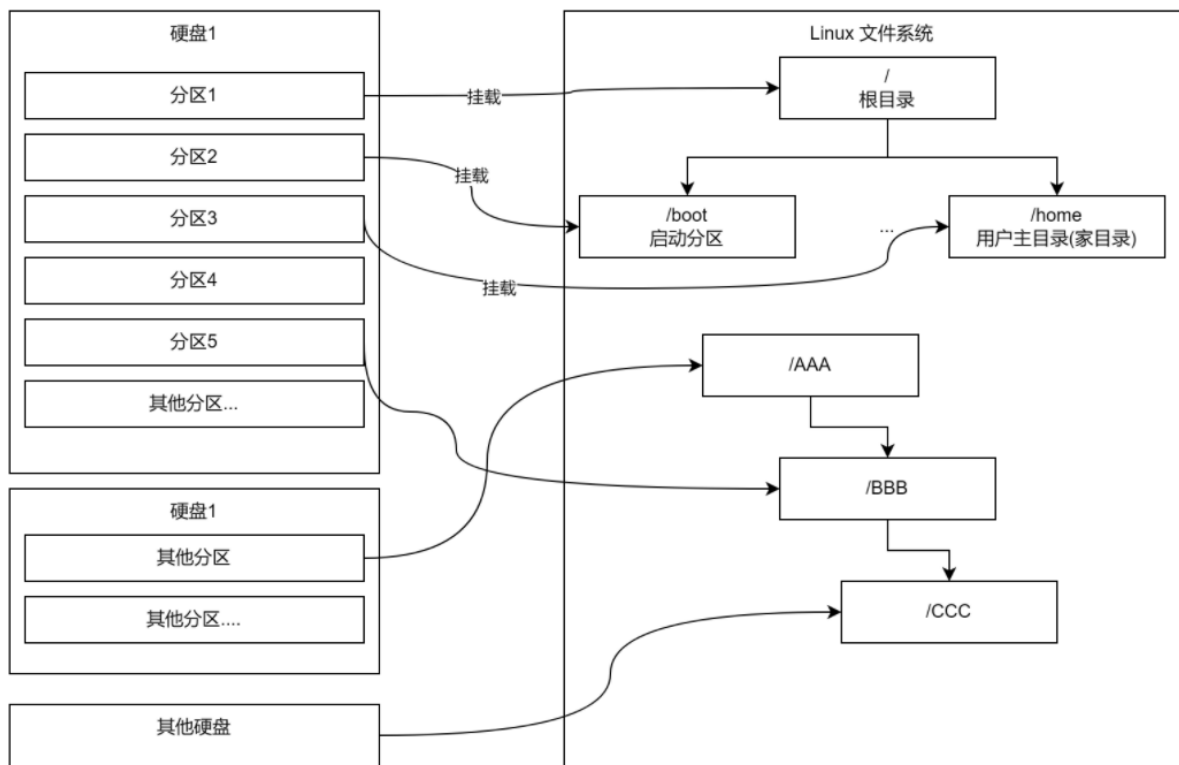 硬盘1
分区1
分区2
分区3
分区4
分区5
其他分区...
硬盘1
其他分区
其他分区....
其他硬盘
挂载
挂载
挂载
Linux 文件系统
/
根目录
/boot
启动分区
...
/home
用户主目录(家目录)
/AAA
/BBB
/CCC